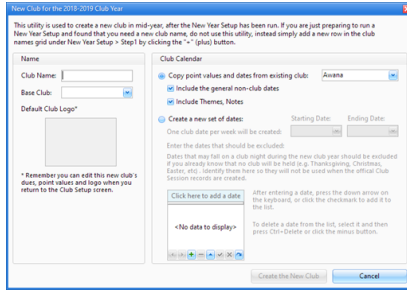 New Club for the 2018-2019 Club Year
This utility is used to create a new club in mid-year, after the New Year Setup has been run. If you are just preparing to run a
New Year Setup and found that you need a new club name, do not use this utility, instead simply add a new row in the club
names grid under New Year Setup > Step1 by clicking the "+" (plus) button.
Name
Club Name:
Base Club:
Default Club Logo*
* Remember you can edit this new club's
dues, point values and logo when you
return to the Club Setup screen.
Club Calendar
Copy point values and dates from existing club: Awana
Include the general non-club dates
Include Themes, Notes
Create a new set of dates: Starting Date: Ending Date:
One club date per week will be created:
Enter the dates that should be excluded:
Dates that may fall on a club night during the new club year should be excluded
if you already know that no club will be held (e.g. Thanksgiving, Christmas,
Easter, etc) . Identify them here so they will not be used when the offical Club
Session records are created.
Click here to add a date
<No data to display>
After entering a date, press the down arrow on
the keyboard, or click the checkmark to add it to
the list.
To delete a date from the list, select it and then
press Ctrl+Delete or click the minus button.
Create the New Club
Cancel